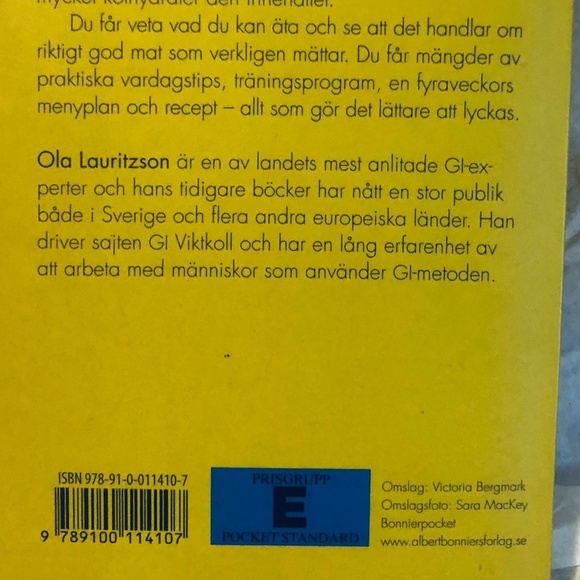 mycket kolhydrater den innehåller.
Du får veta vad du kan äta och se att det handlar om
riktigt god mat som verkligen mättar. Du får mängder av
praktiska vardagstips, träningsprogram, en fyraveckors
menyplan och recept – allt som gör det lättare att lyckas.
Ola Lauritzson är en av landets mest anlitade GI-ex-
perter och hans tidigare böcker har nått en stor publik
både i Sverige och flera andra europeiska länder. Han
driver sajten GI Viktkoll och har en lång erfarenhet av
att arbeta med människor som använder GI-metoden.
ISBN 978-91-0-011410-7
9 789100 114107
PRISGRUPP
E
POCKET STANDARD
Omslag: Victoria Bergmark
Omslagsfoto: Sara MacKey
Bonnierpocket
www.albertbonniersforlag.se